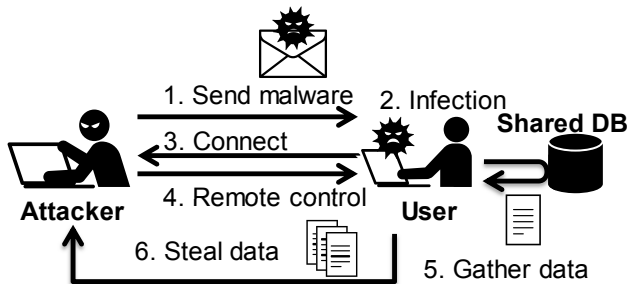 1. Send malware
2. Infection
Shared DB
3. Connect
4. Remote control
Attacker
User
6. Steal data
5. Gather data